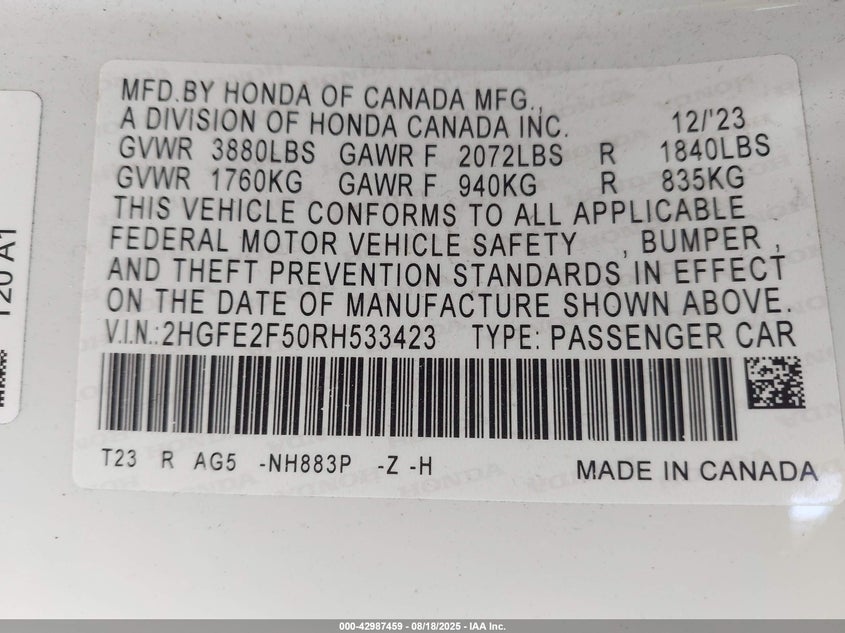 MFD.BY HONDA OF CANADA MFG.,
A DIVISION OF HONDA CANADA INC. 12/'23
GVWR 3880LBS GAWR F 2072LBS R 1840LBS
GVWR 1760KG GAWR F 940KG R 835KG
THIS VEHICLE CONFORMS TO ALL APPLICABLE
FEDERAL MOTOR VEHICLE SAFETY , BUMPER ,
AND THEFT PREVENTION STANDARDS IN EFFECT
ON THE DATE OF MANUFACTURE SHOWN ABOVE.
V.I.N.:2HGFE2F50RH533423 TYPE: PASSENGER CAR
T23 R AG5 -NH883P -Z -H
MADE IN CANADA
120 A1
000-42987459 - 08/18/2025 - IAA Inc.